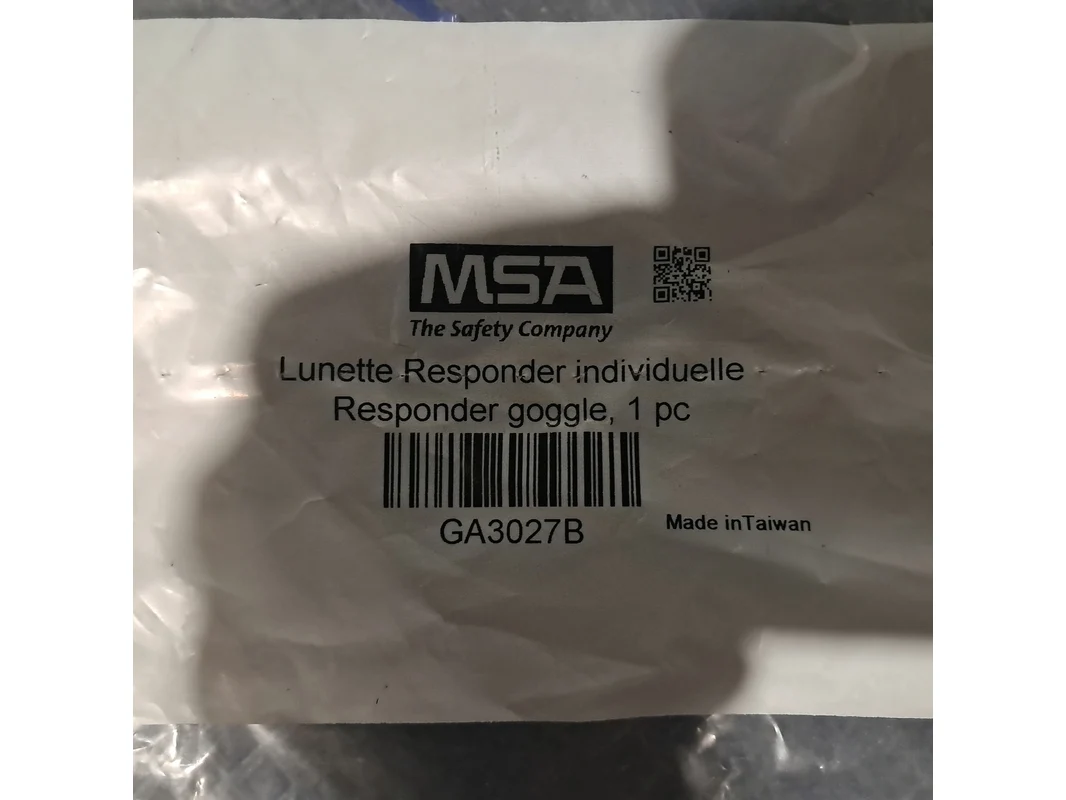 MSA
The Safety Company
Lunette Responder individuelle
Responder goggle, 1 pc
GA3027B
Made inTaiwan